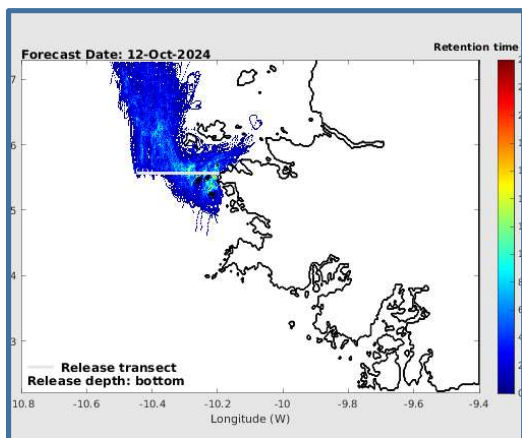 Forecast Date: 12-Oct-2024
Retention time
7
6
5
4
3
Release transect
Release depth: bottom
10.8 -10.6 -10.4 -10.2 -10 -9.8 -9.6 -9.4
Longitude (W)